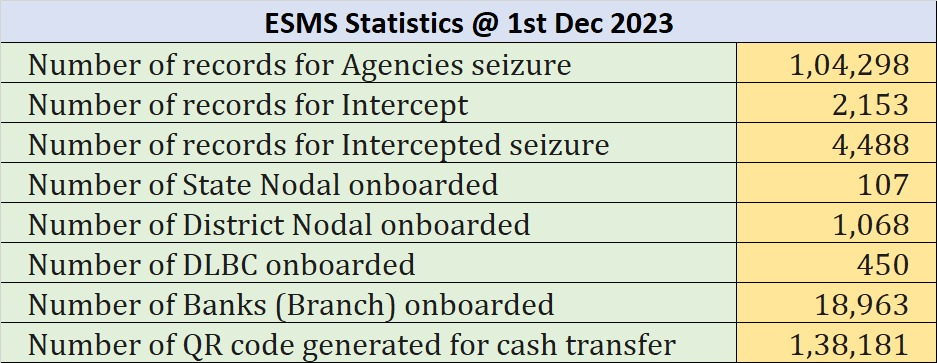 ESMS Statistics @ 1st Dec 2023
Number of records for Agencies seizure 1,04,298
Number of records for Intercept 2,153
Number of records for Intercepted seizure 4,488
Number of State Nodal onboarded 107
Number of District Nodal onboarded 1,068
Number of DLBC onboarded 450
Number of Banks (Branch) onboarded 18,963
Number of QR code generated for cash transfer 1,38,181